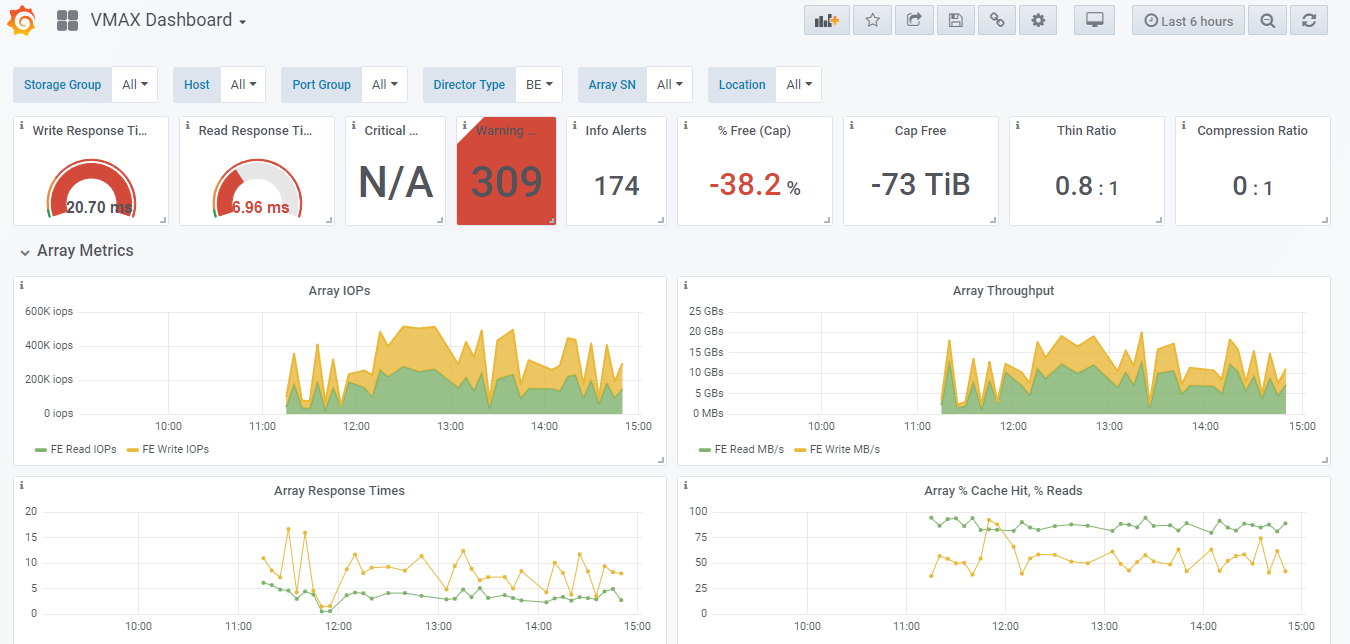 VMAX Dashboard
Last 6 hours
Storage Group All Host All Port Group All Director Type BE Array SN All Location All
Write Response Ti... Read Response Ti... Critical ... Warning ... Info Alerts % Free (Cap) Cap Free Thin Ratio Compression Ratio
20.70 ms 6.96 ms N/A 309 174 -38.2 % -73 TiB 0.8 : 1 0 : 1
Array Metrics
Array IOPs
600K iops
400K iops
200K iops
0 iops
10:00 11:00 12:00 13:00 14:00 15:00
FE Read IOPs FE Write IOPs
Array Throughput
25 GBs
20 GBs
15 GBs
10 GBs
5 GBs
0 MBs
10:00 11:00 12:00 13:00 14:00 15:00
FE Read MB/s FE Write MB/s
Array Response Times
20
15
10
5
0
10:00 11:00 12:00 13:00 14:00 15:00
Array % Cache Hit, % Reads
100
75
50
25
0
10:00 11:00 12:00 13:00 14:00 15:00